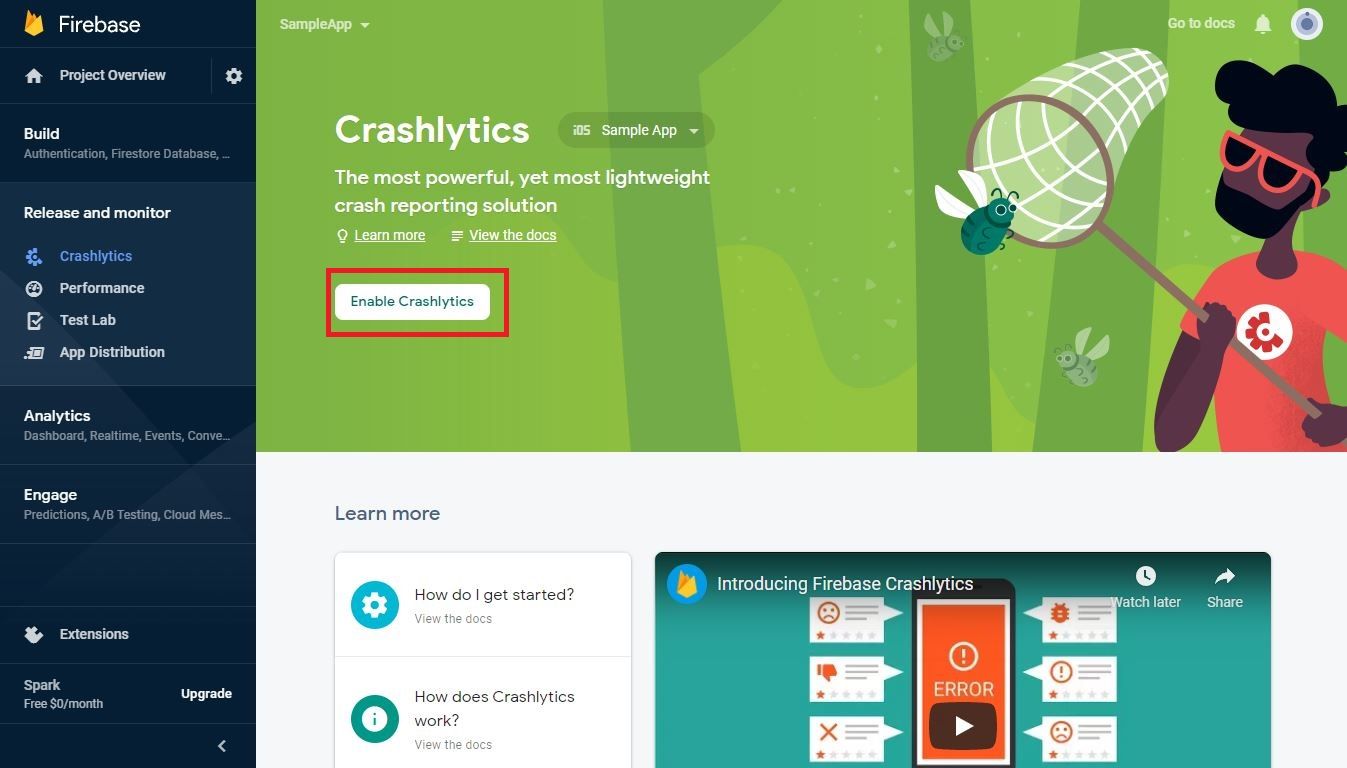 Firebase
SampleApp
Go to docs
Project Overview
Build
Authentication, Firestore Database, ...
Release and monitor
Crashlytics
Performance
Test Lab
App Distribution
Analytics
Dashboard, Realtime, Events, Conve...
Engage
Predictions, A/B Testing, Cloud Mes...
Extensions
Spark
Free $0/month
Upgrade
Crashlytics
iOS Sample App
The most powerful, yet most lightweight
crash reporting solution
Learn more View the docs
Enable Crashlytics
Learn more
How do I get started?
View the docs
How does Crashlytics
work?
View the docs
Introducing Firebase Crashlytics
Watch later
Share
ERROR